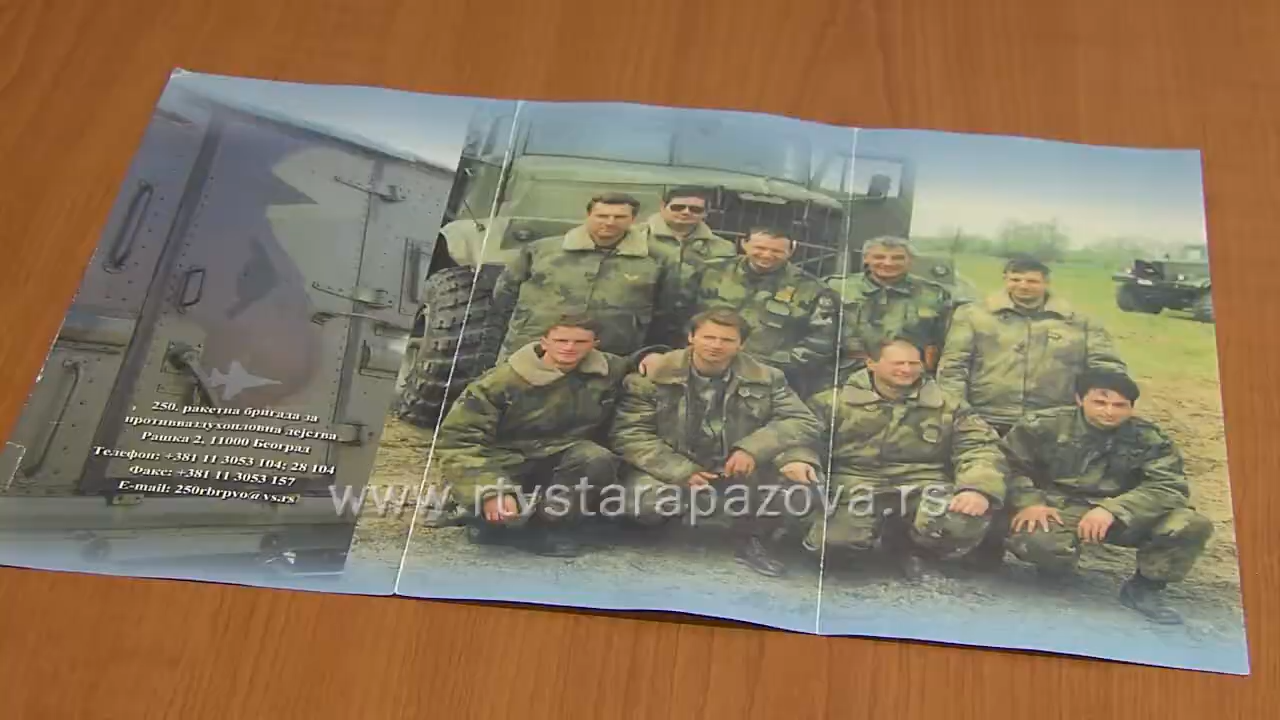 250. ракетна бригада за
противваздухопловна дејства
Рашка 2, 11000 Београд
Телефон: +381 11 3053 104; 28 104
Факс: +381 11 3053 157
E-mail: 250rbrpvo@vs.rs
www.rtvstarapazova.rs